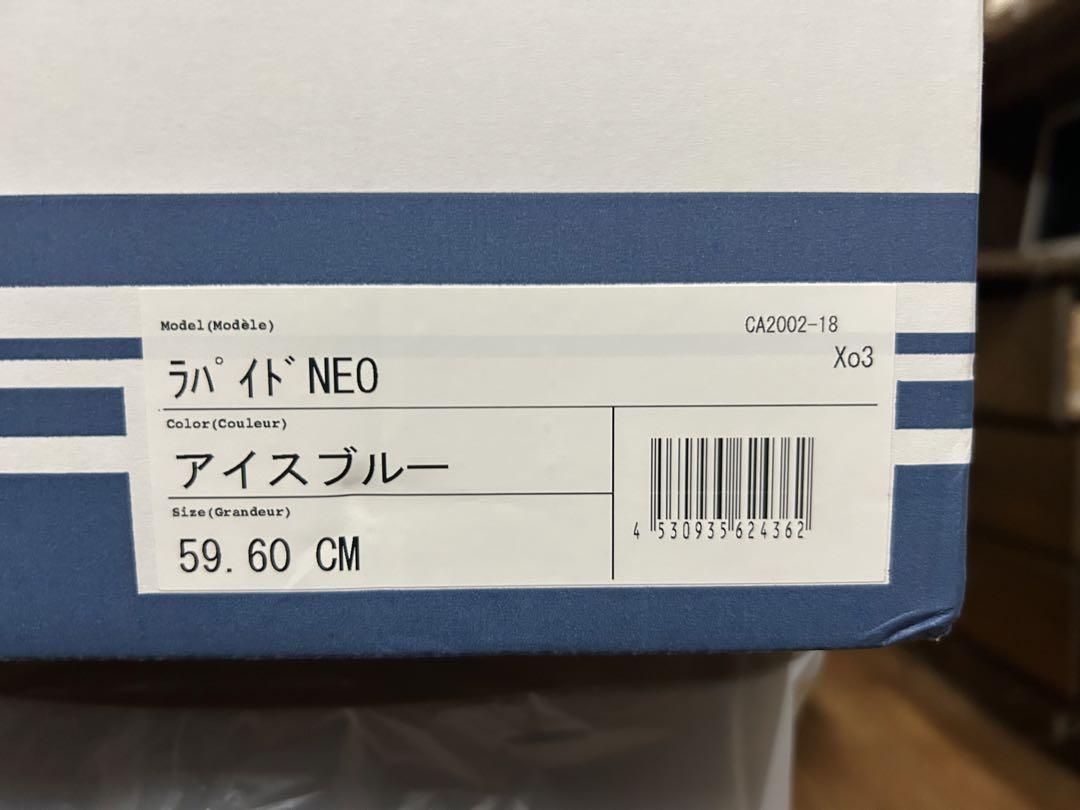 Model(Modèle)
CA2002-18
Xo3
ﾗﾊﾟｲﾄﾞNEO
Color(Couleur)
アイスブルー
Size(Grandeur)
59.60 CM
4 530935 624362